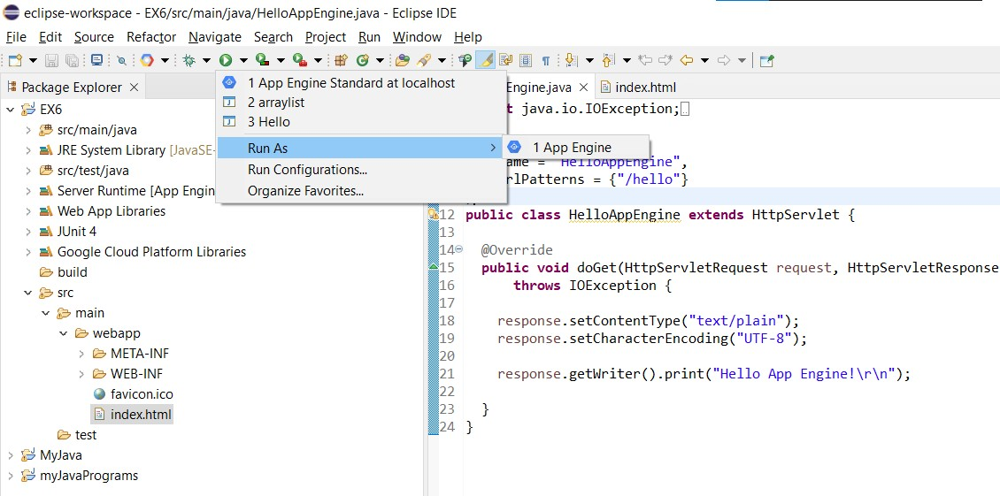 eclipse-workspace - EX6/src/main/java/HelloAppEngine.java - Eclipse IDE
File Edit Source Refactor Navigate Search Project Run Window Help
Package Explorer
EX6
src/main/java
JRE System Library [JavaSE-
src/test/java
Server Runtime [App Engin
Web App Libraries
JUnit 4
Google Cloud Platform Libraries
build
src
main
webapp
META-INF
WEB-INF
favicon.ico
index.html
test
MyJava
myJavaPrograms
1 App Engine Standard at localhost
2 arraylist
3 Hello
Run As
Run Configurations...
Organize Favorites...
1 App Engine
Engine.java index.html
t java.io.IOException;
ame = "HelloAppEngine",
rlPatterns = {"/hello"}
12 public class HelloAppEngine extends HttpServlet {
13
14 @Override
15 public void doGet(HttpServletRequest request, HttpServletResponse
16 throws IOException {
17
18 response.setContentType("text/plain");
19 response.setCharacterEncoding("UTF-8");
20
21 response.getWriter().print("Hello App Engine!\r\n");
22
23 }
24 }